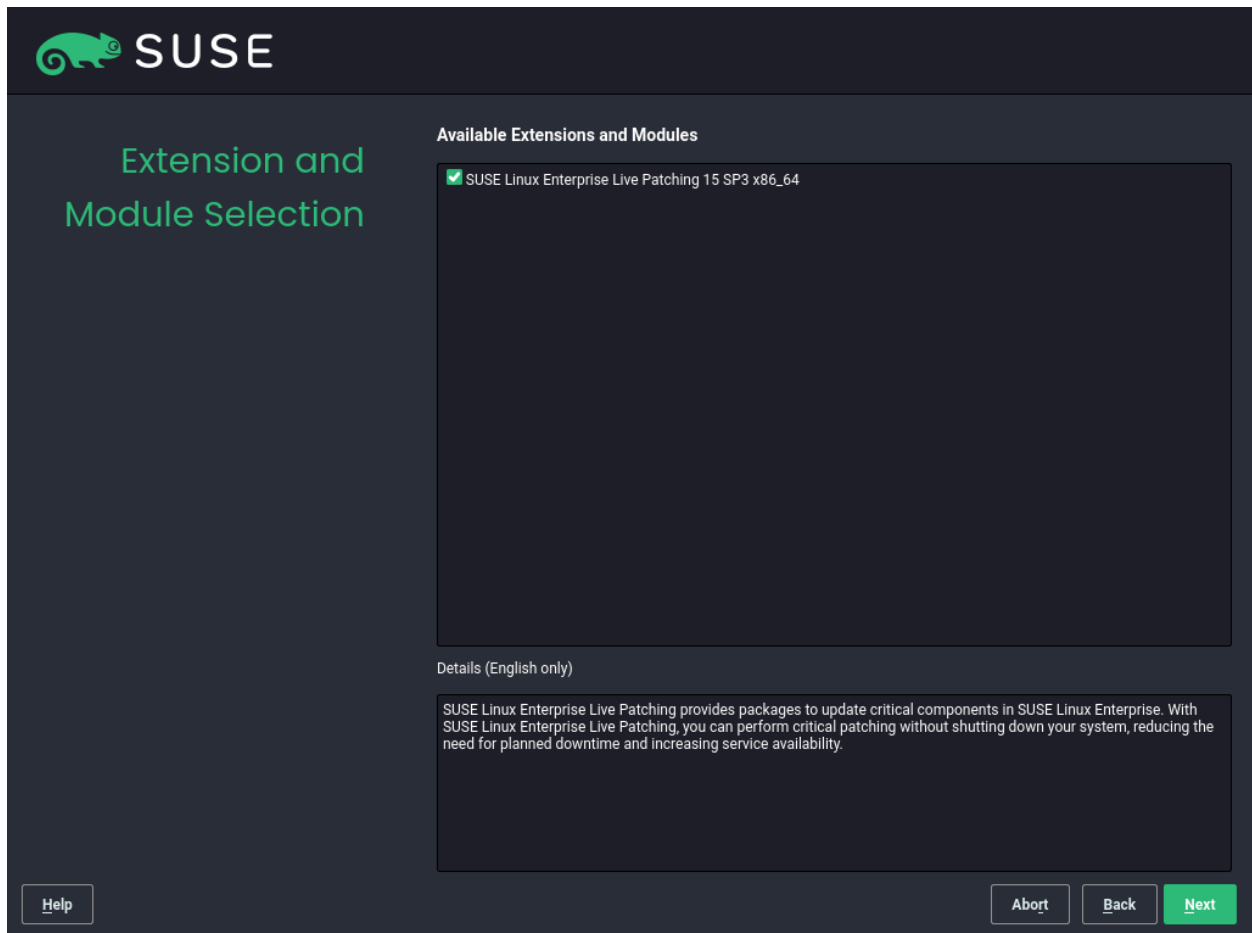 SUSE
Extension and
Module Selection
Available Extensions and Modules
SUSE Linux Enterprise Live Patching 15 SP3 x86_64
Details (English only)
SUSE Linux Enterprise Live Patching provides packages to update critical components in SUSE Linux Enterprise. With
SUSE Linux Enterprise Live Patching, you can perform critical patching without shutting down your system, reducing the
need for planned downtime and increasing service availability.
Help
Abort
Back
Next